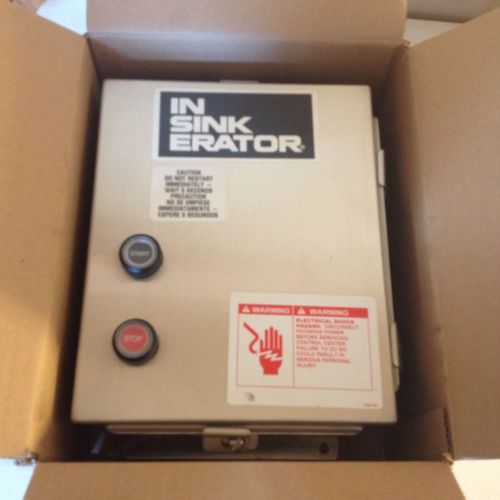 IN
SINK
ERATOR®
CAUTION
DO NOT RESTART
IMMEDIATELY –
WAIT 5 SECONDS
PRECAUCION
NO SE EMPIESE
IMMEDIATAMENTE –
ESPERE 5 SEGUNDOS
START
STOP
WARNING WARNING
ELECTRICAL SHOCK
HAZARD. DISCONNECT
INCOMING POWER
BEFORE SERVICING
CONTROL CENTER.
FAILURE TO DO SO
COULD RESULT IN
SERIOUS PERSONAL
INJURY.